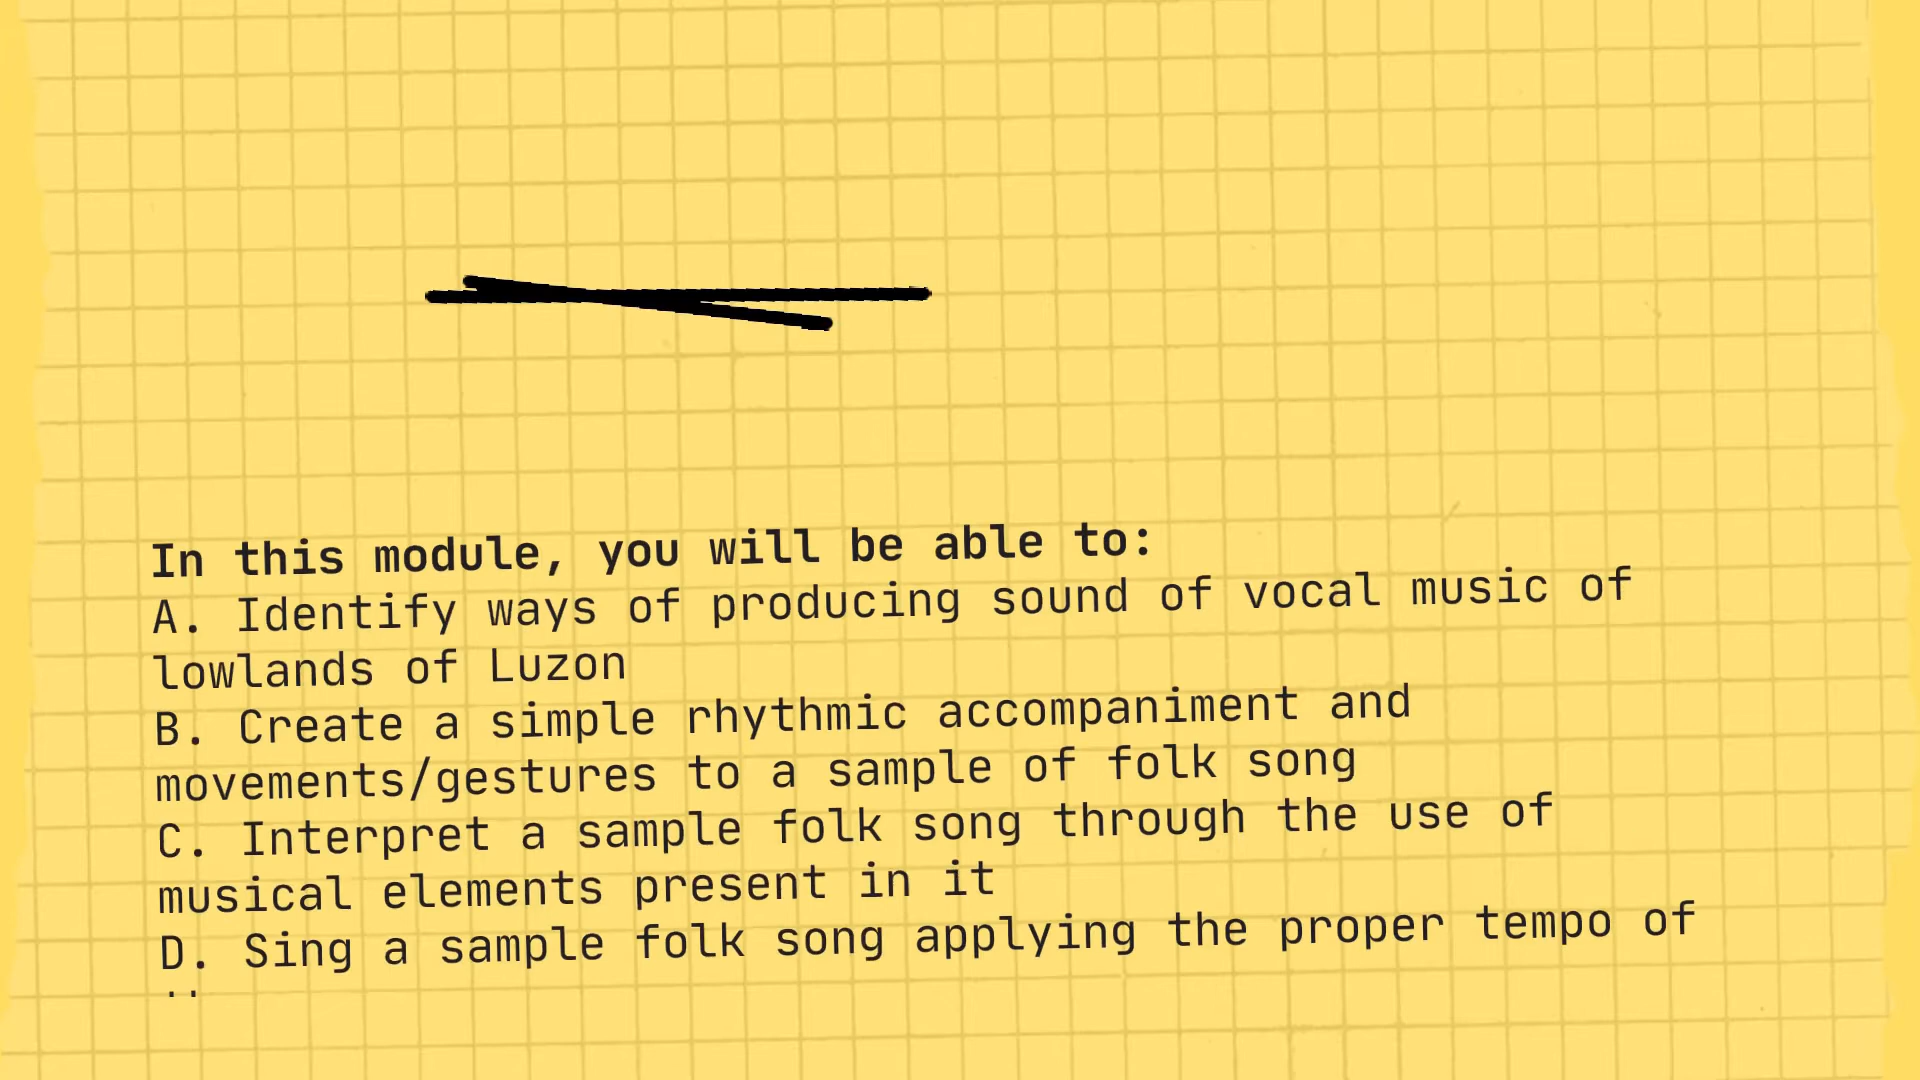 In this module, you will be able to:
A. Identify ways of producing sound of vocal music of
lowlands of Luzon
B. Create a simple rhythmic accompaniment and
movements/gestures to a sample of folk song
C. Interpret a sample folk song through the use of
musical elements present in it
D. Sing a sample folk song applying the proper tempo of